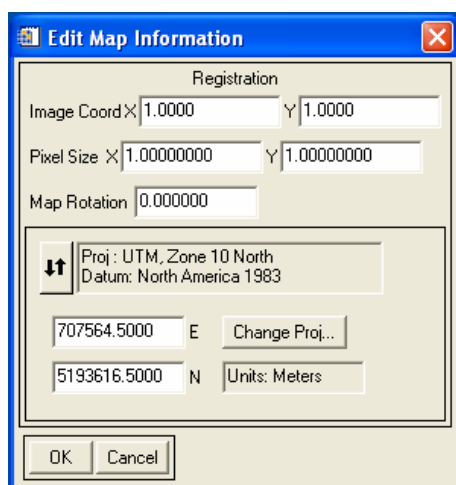 Edit Map Information
Registration
Image Coord X 1.0000 Y 1.0000
Pixel Size X 1.00000000 Y 1.00000000
Map Rotation 0.000000
Proj : UTM, Zone 10 North
Datum: North America 1983
707564.5000 E Change Proj...
5193616.5000 N Units: Meters
OK Cancel